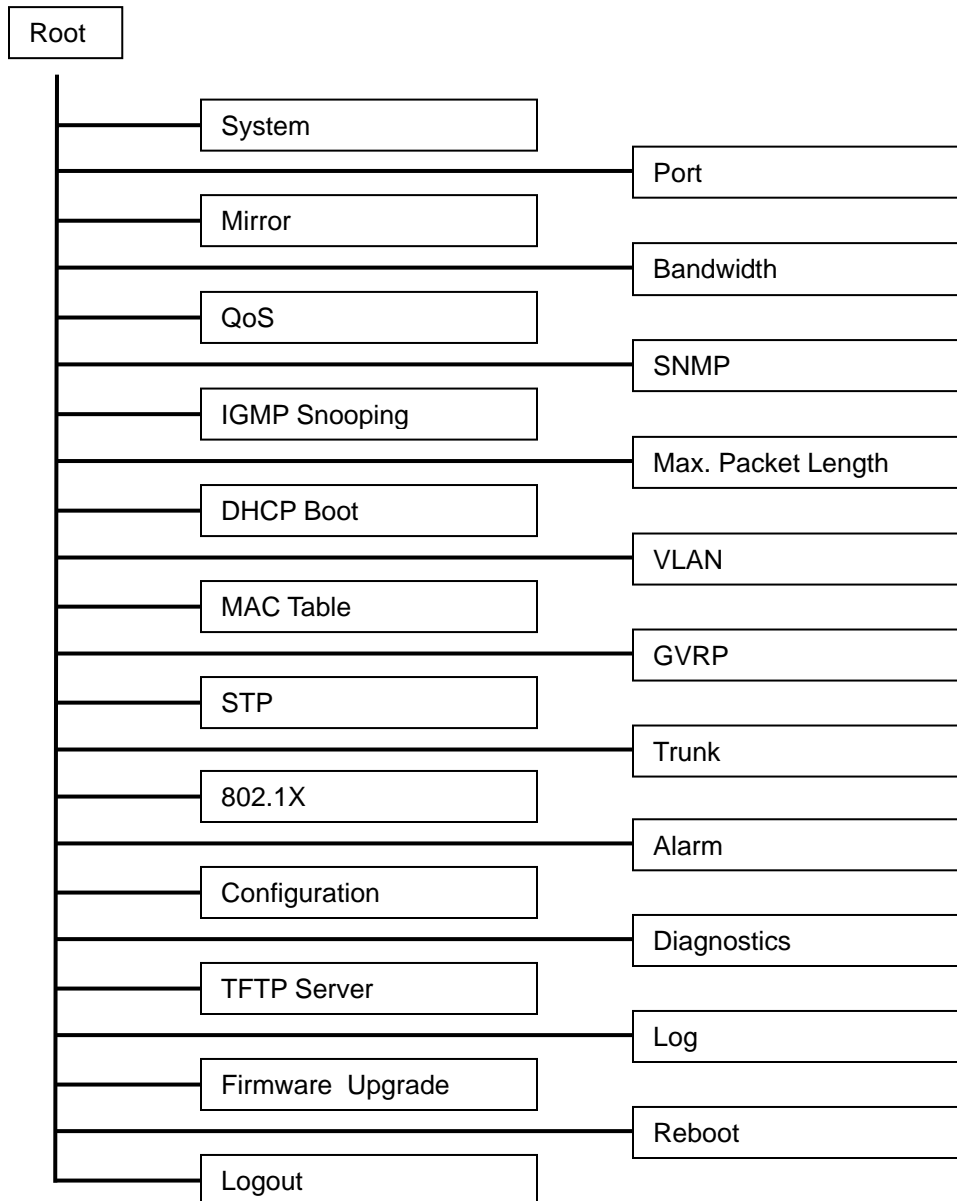 Root
System
Port
Mirror
Bandwidth
QoS
SNMP
IGMP Snooping
Max. Packet Length
DHCP Boot
VLAN
MAC Table
GVRP
STP
Trunk
802.1X
Alarm
Configuration
Diagnostics
TFTP Server
Log
Firmware  Upgrade
Reboot
Logout